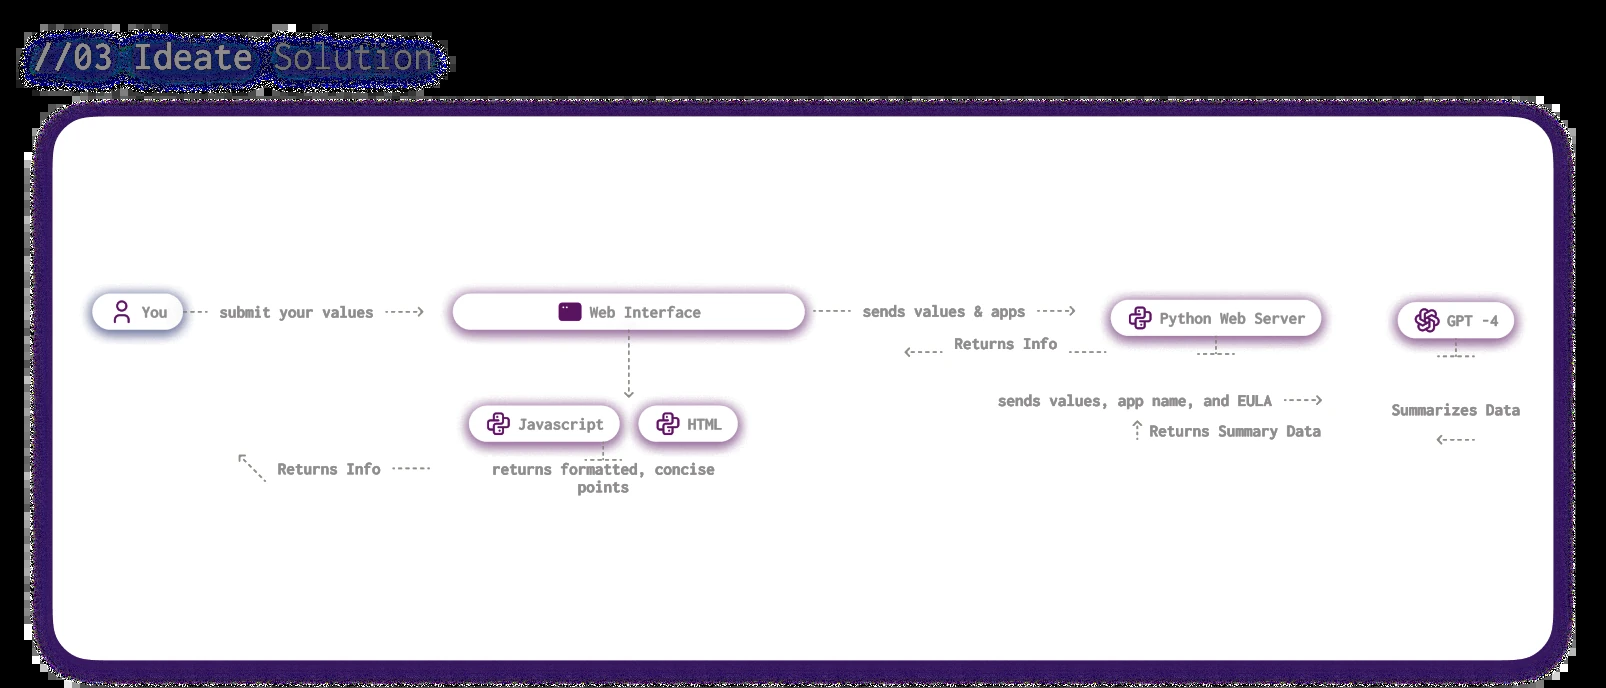 //03 Ideate Solution
You
submit your values
Web Interface
sends values & apps
Python Web Server
GPT -4
Returns Info
sends values, app name, and EULA
Summarizes Data
Returns Summary Data
Javascript
HTML
Returns Info
returns formatted, concise
points